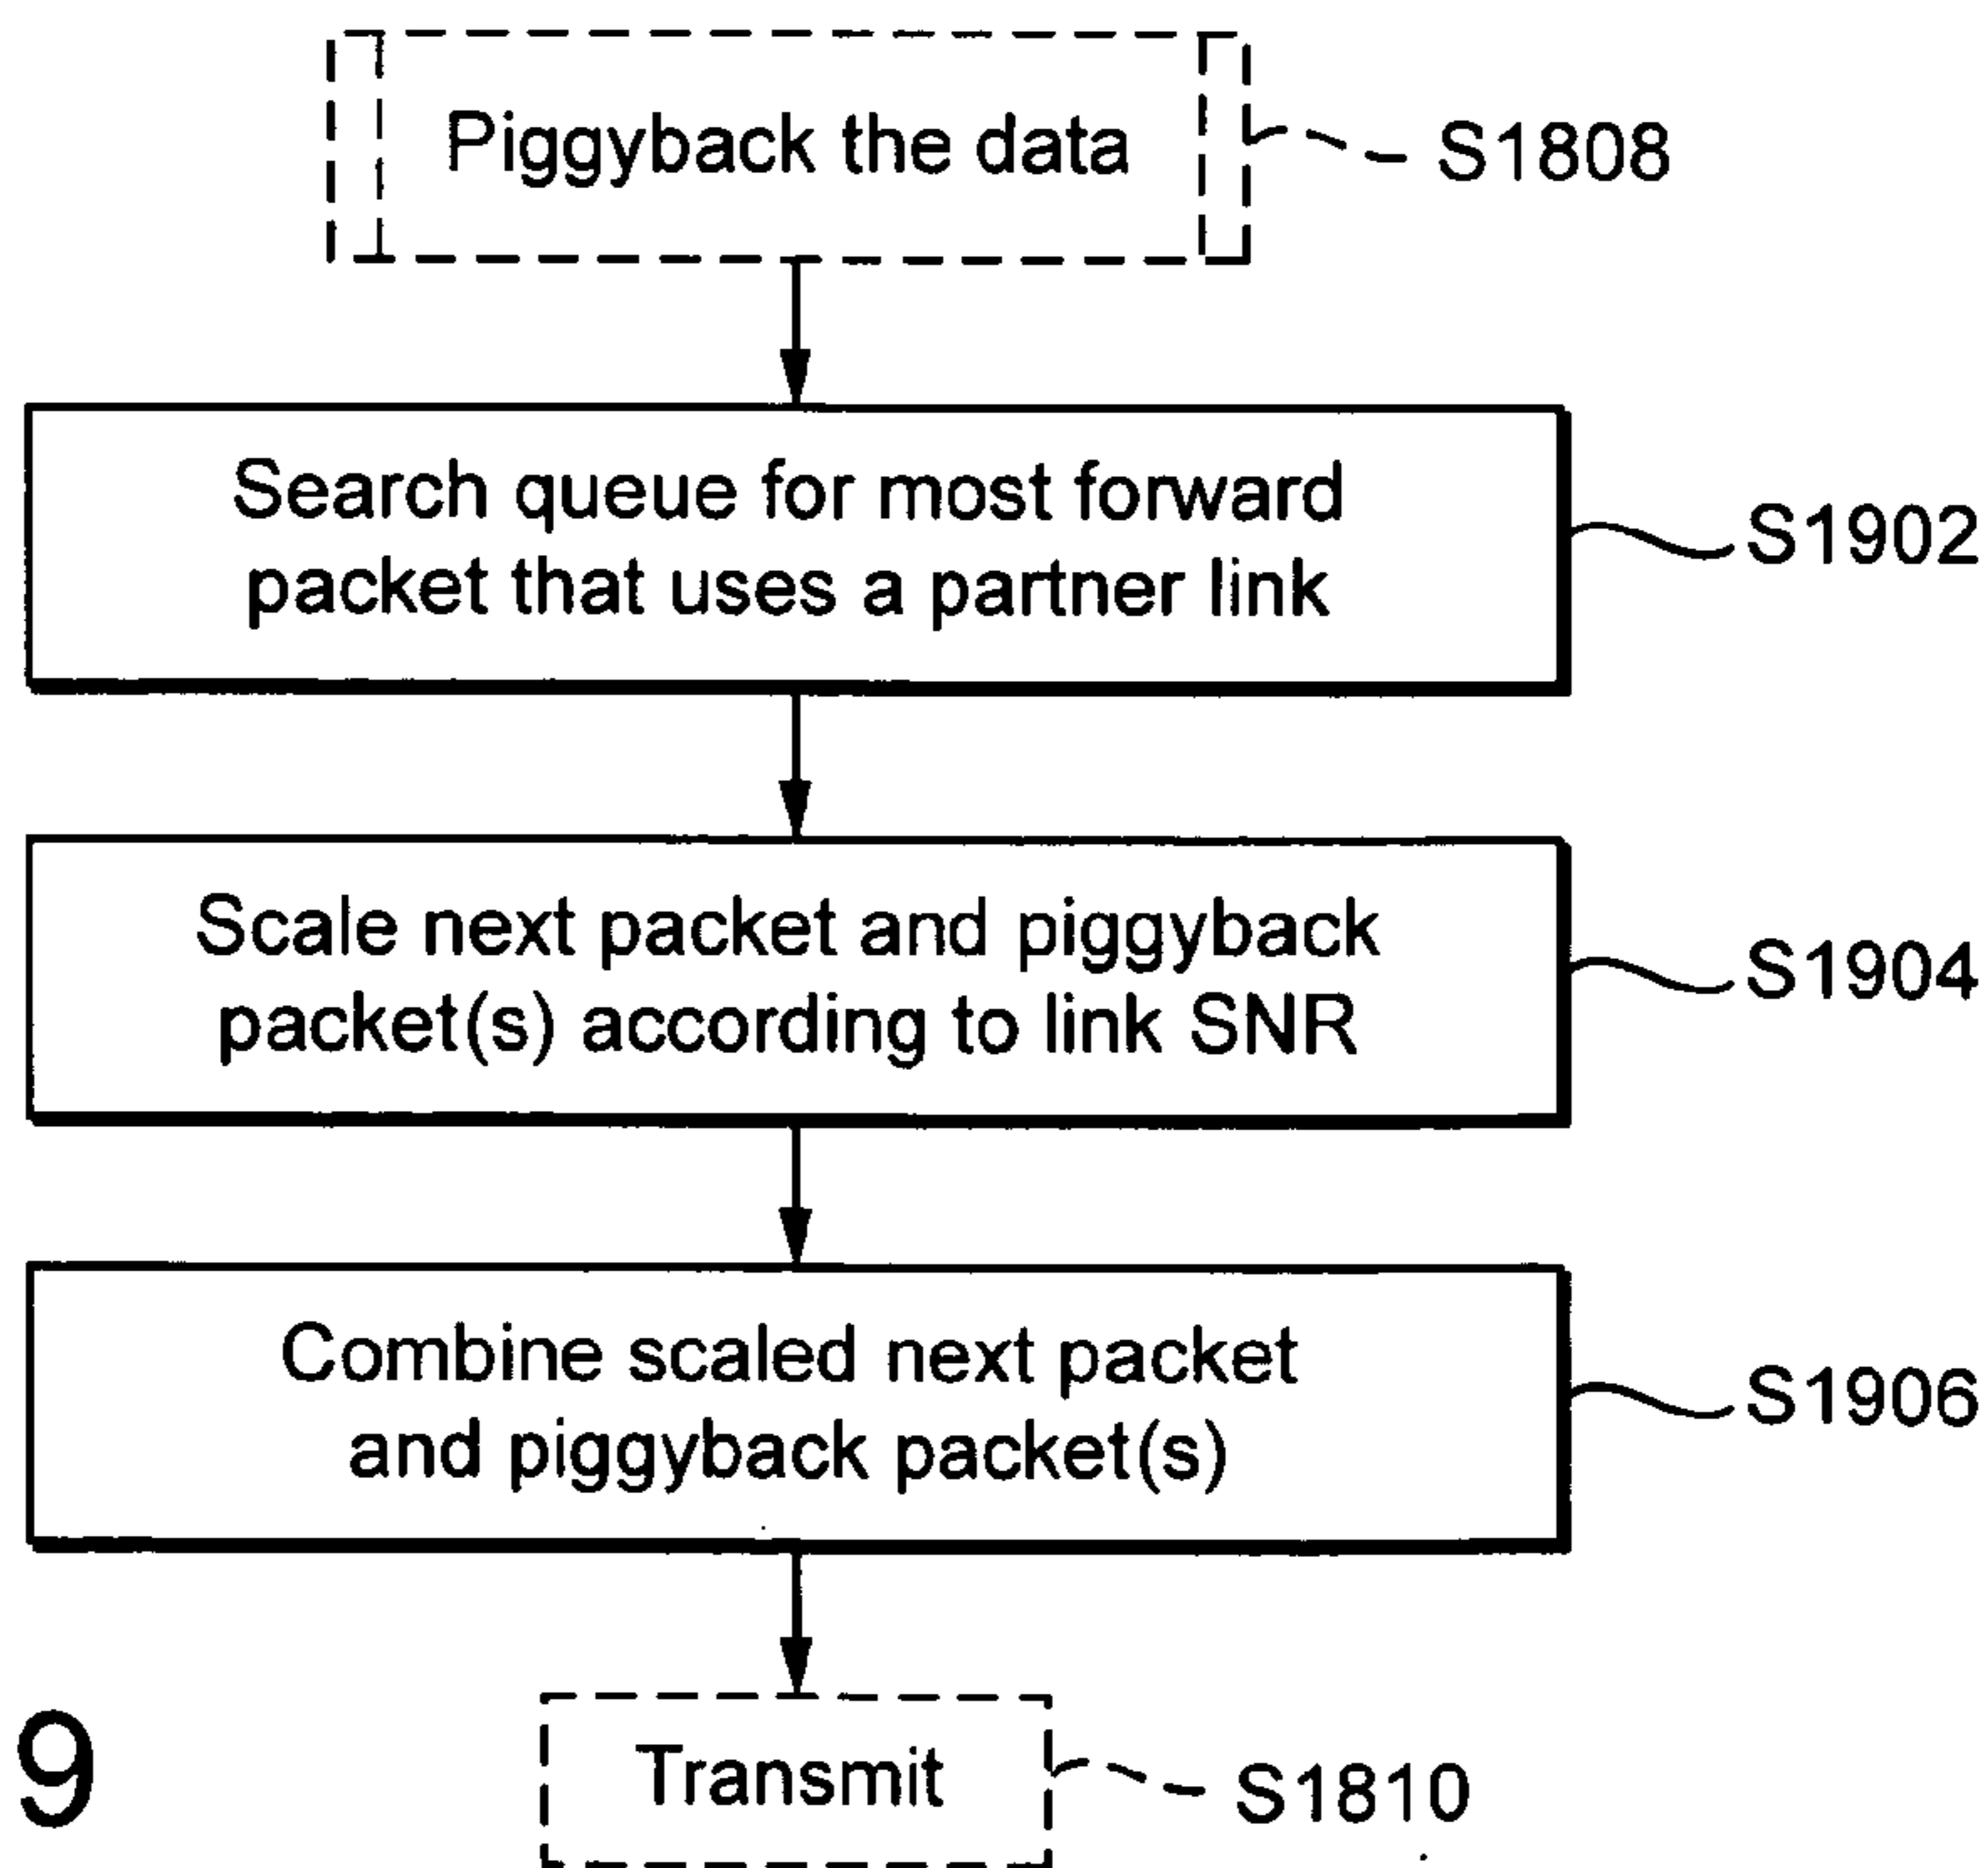 Piggyback the data
S1808
Search queue for most forward
packet that uses a partner link
S1902
Scale next packet and piggyback
packet(s) according to link SNR
S1904
Combine scaled next packet
and piggyback packet(s)
S1906
9
Transmit
S1810